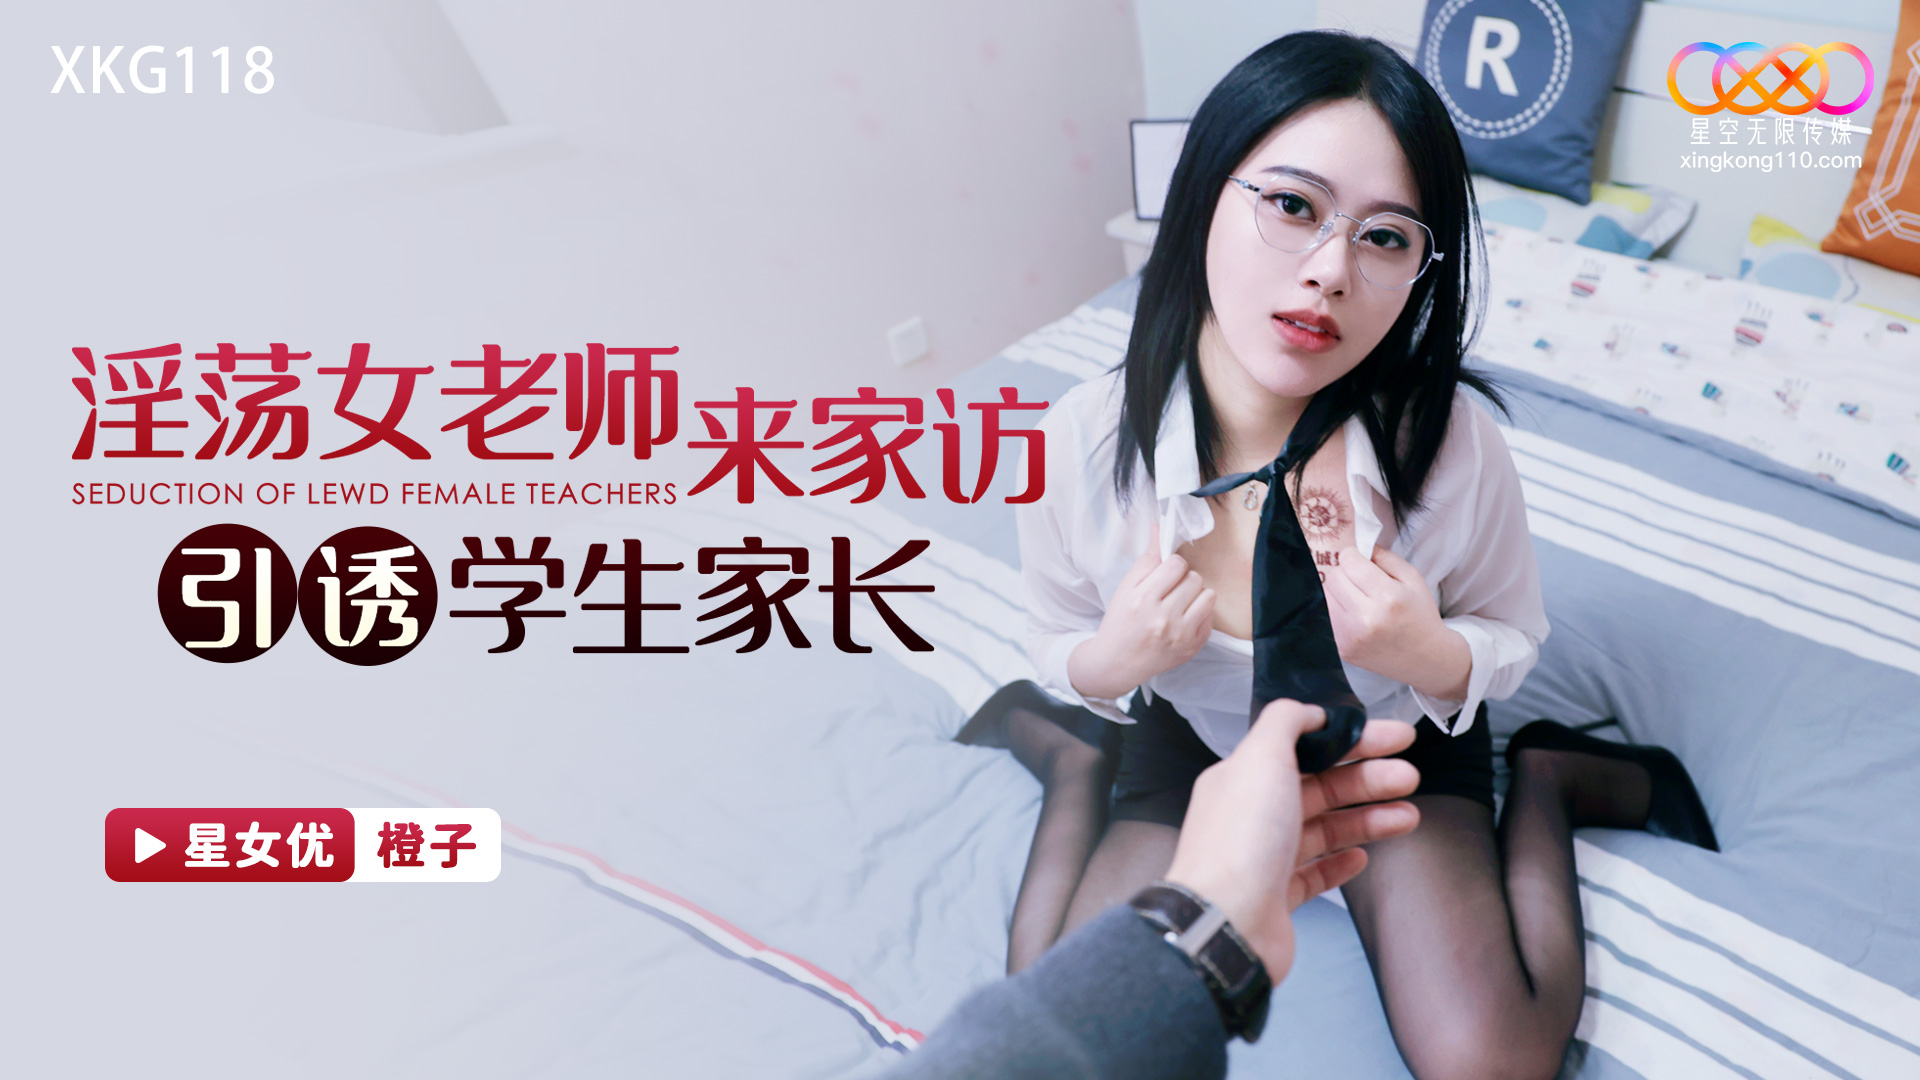 XKG118
星空无限传媒
xingkong110.com
R
淫荡女老师来家访
SEDUCTION OF LEWD FEMALE TEACHERS
引诱学生家长
星女优 橙子